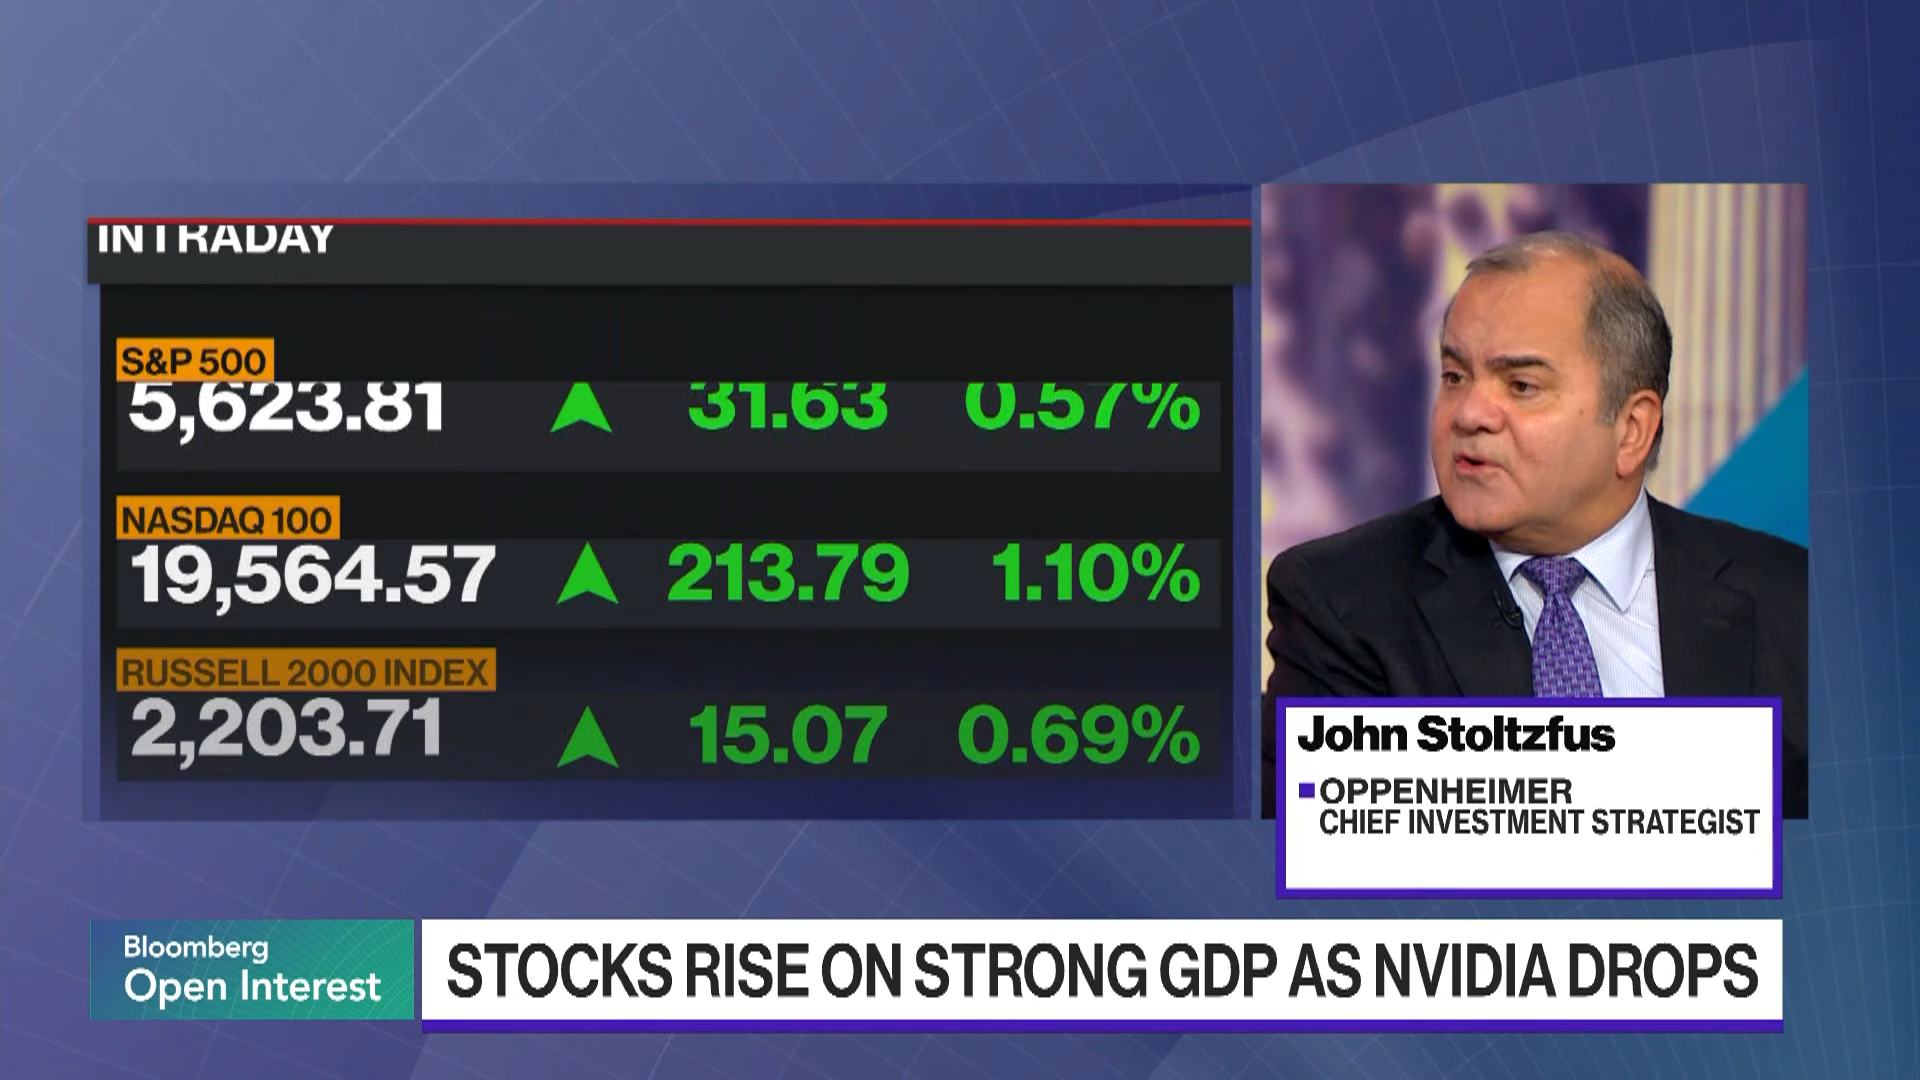 INTRADAY
S&P 500
5,623.81 31.63 0.57%
NASDAQ 100
19,564.57 213.79 1.10%
RUSSELL 2000 INDEX
2,203.71 15.07 0.69%
John Stoltzfus
OPPENHEIMER
CHIEF INVESTMENT STRATEGIST
Bloomberg
Open Interest
STOCKS RISE ON STRONG GDP AS NVIDIA DROPS